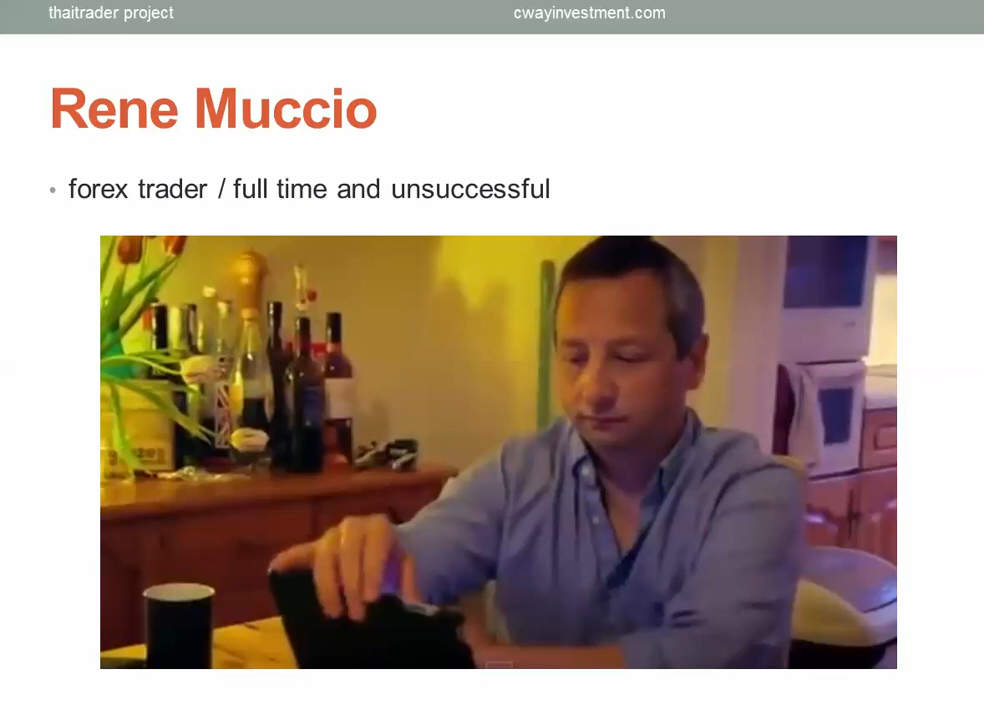 thaitrader project cwayinvestment.com
Rene Muccio
• forex trader / full time and unsuccessful